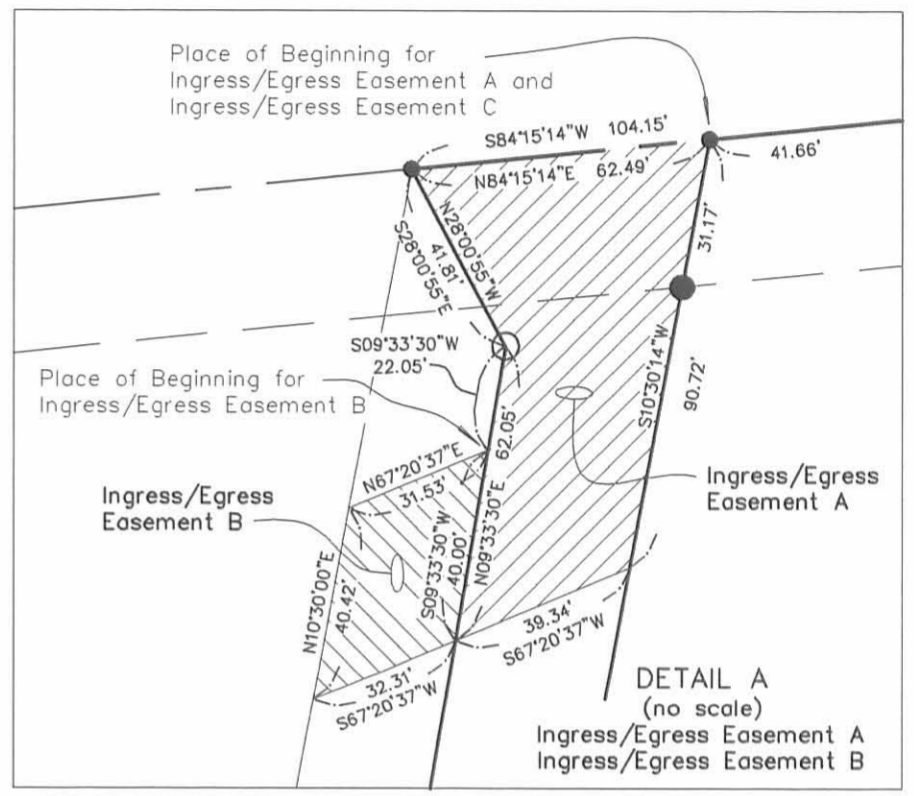 Place of Beginning for
Ingress/Egress Easement A and
Ingress/Egress Easement C
S84°15'14"W 104.15'
N84°15'14"E 62.49'
41.66'
31.17'
N28°00'55"W
41.81'
S28°00'55"E
S09°33'30"W
22.05'
Place of Beginning for
Ingress/Egress Easement B
62.05'
S10°30'14"W
90.72'
N67°20'37"E
31.53'
Ingress/Egress
Easement B
Ingress/Egress
Easement A
S09°33'30"W
40.00'
N09°33'30"E
N10°30'00"E
40.42'
39.34'
S67°20'37"W
32.31'
S67°20'37"W
DETAIL A
(no scale)
Ingress/Egress Easement A
Ingress/Egress Easement B